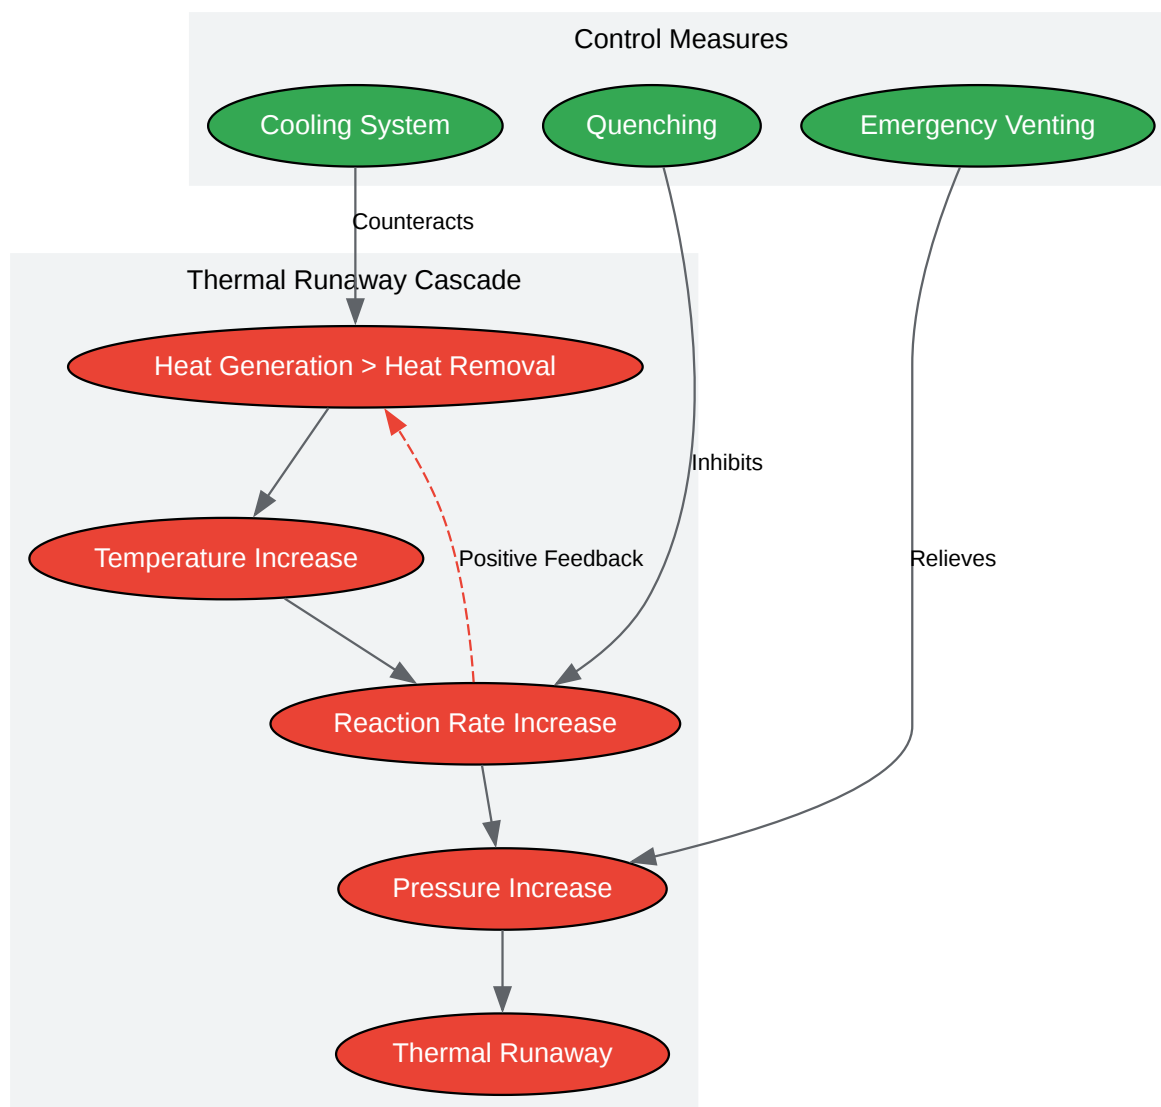 Control Measures
Cooling System
Quenching
Emergency Venting
Counteracts
Thermal Runaway Cascade
Heat Generation > Heat Removal
Inhibits
Temperature Increase
Positive Feedback
Relieves
Reaction Rate Increase
Pressure Increase
Thermal Runaway